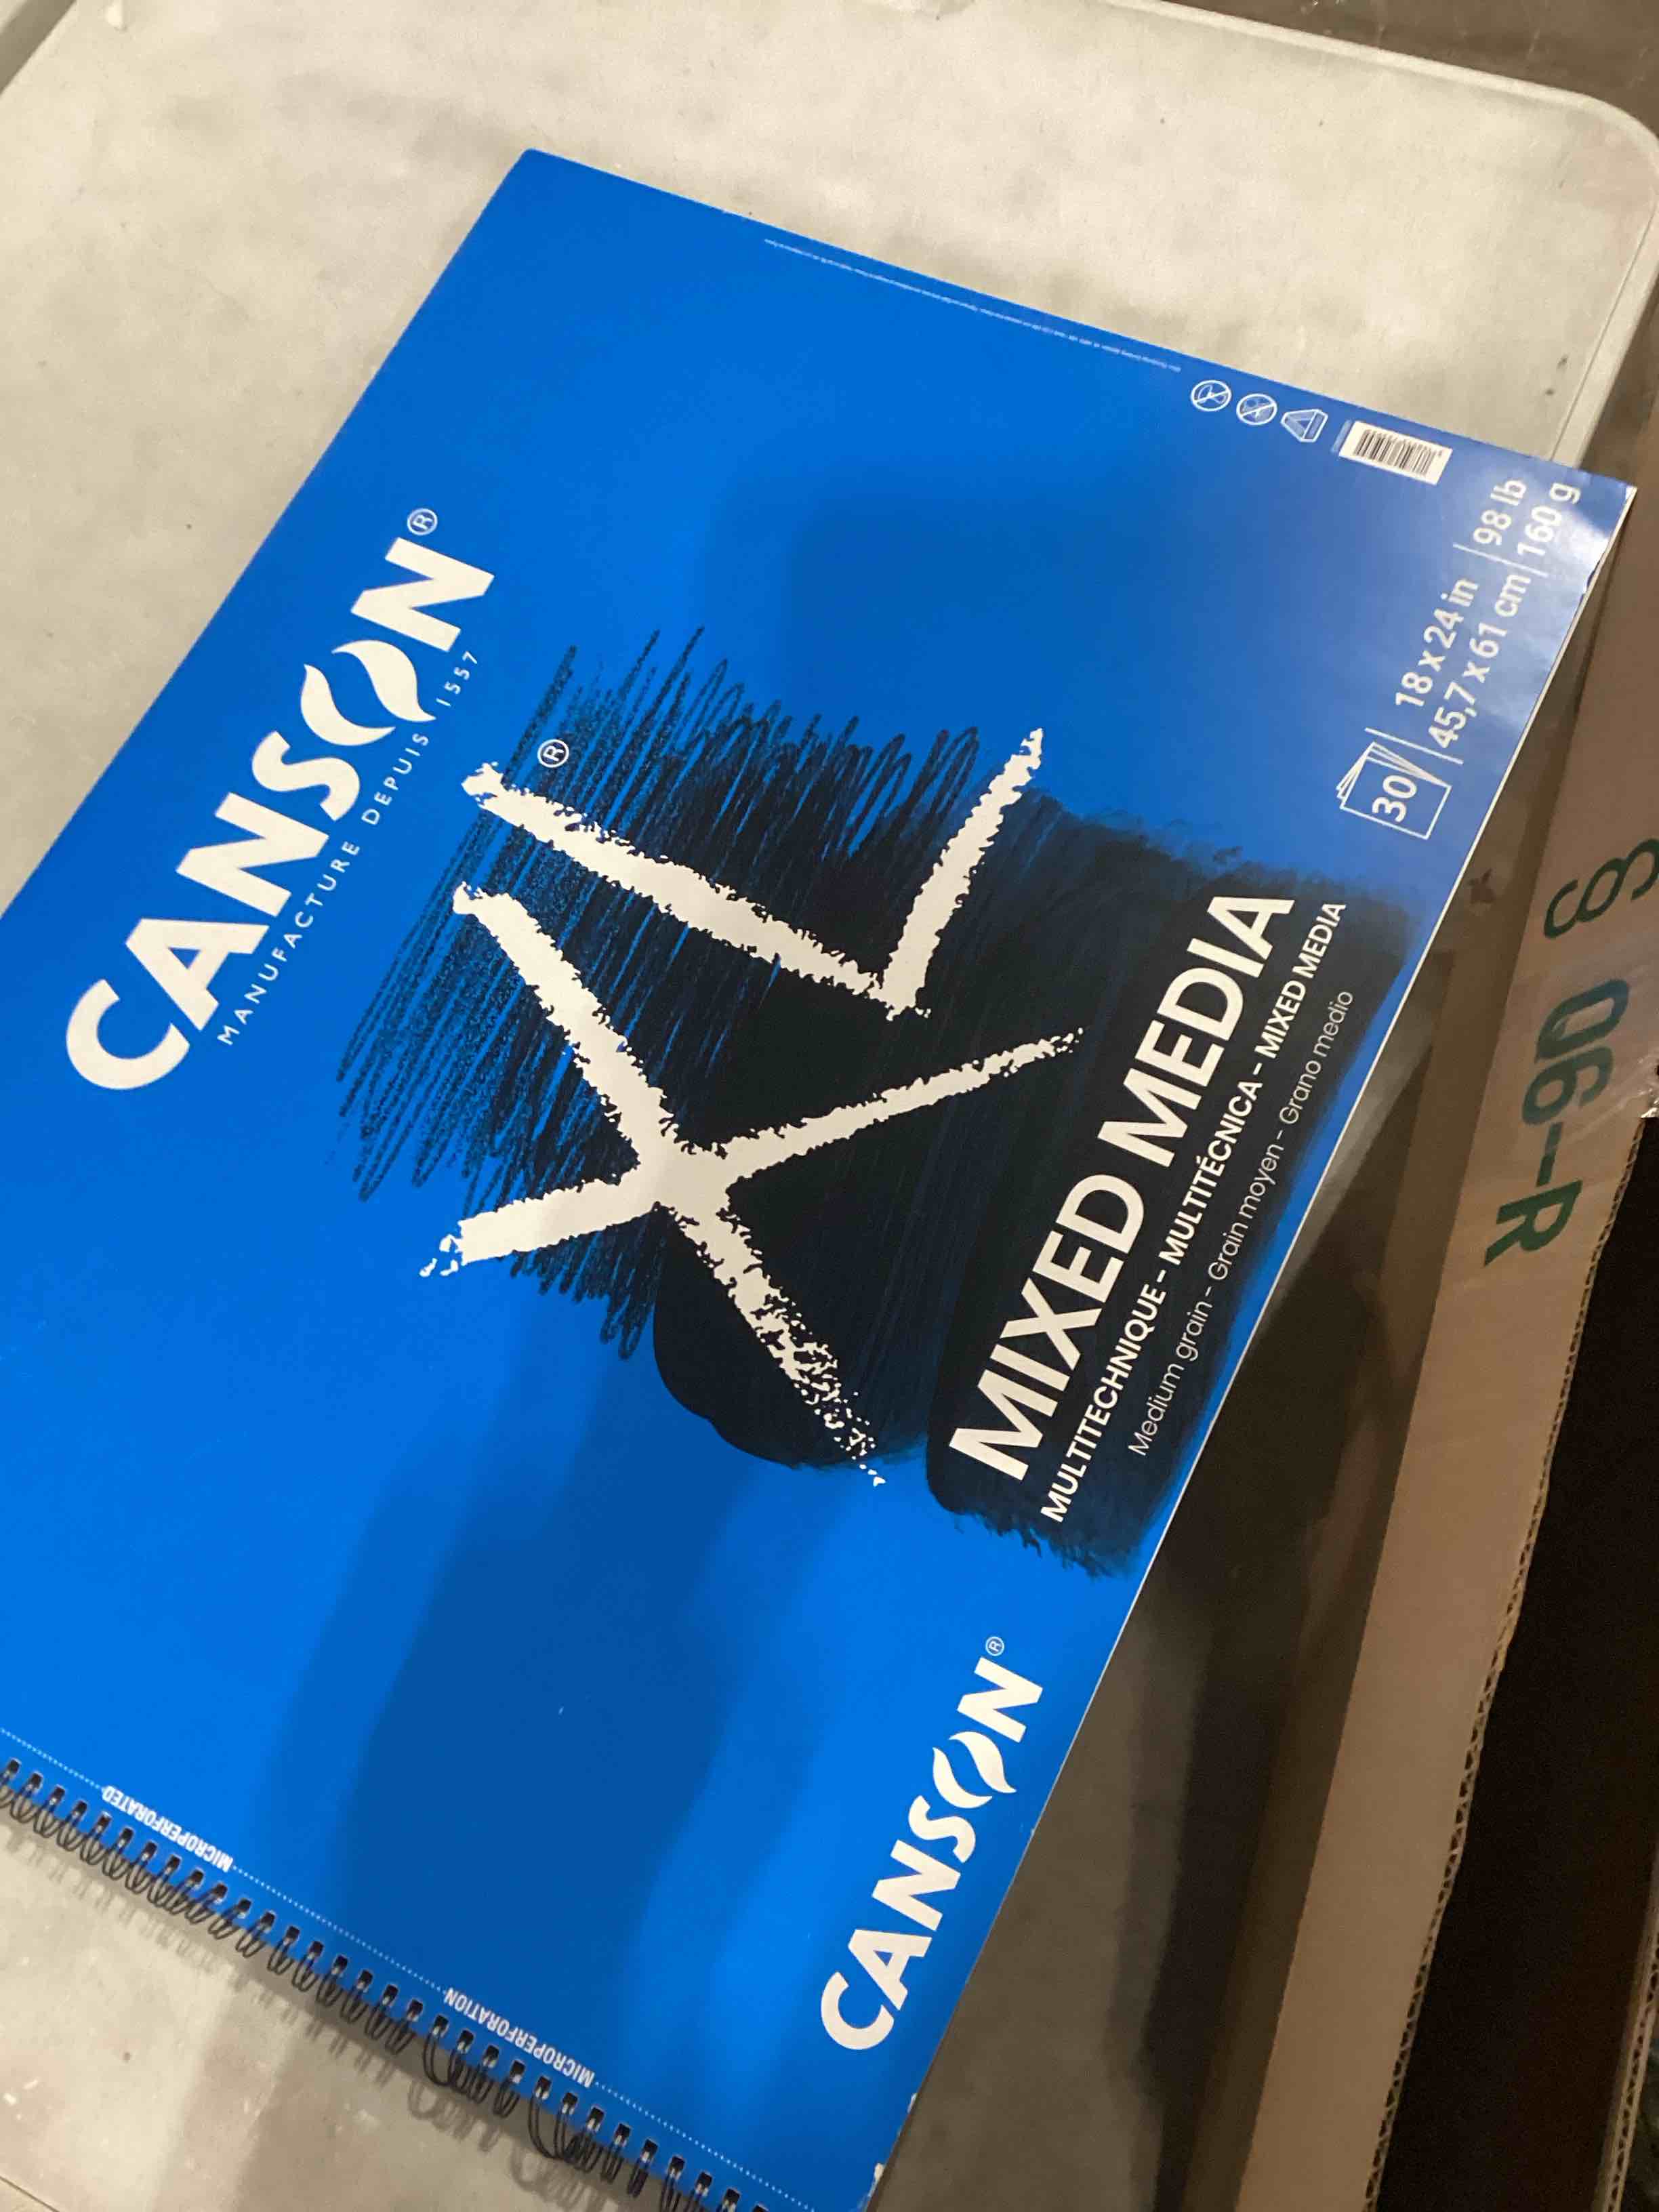 CANSON®
MANUFACTURE DEPUIS 1557
XL®
MIXED MEDIA
MULTITECHNIQUE - MULTITÉCNICA - MIXED MEDIA
Medium grain - Grain moyen - Grano medio
30
18 x 24 in | 98 lb
45,7 x 61 cm | 160 g
CANSON®
MICROPERFORATED
MICROPERFORATION
06-R